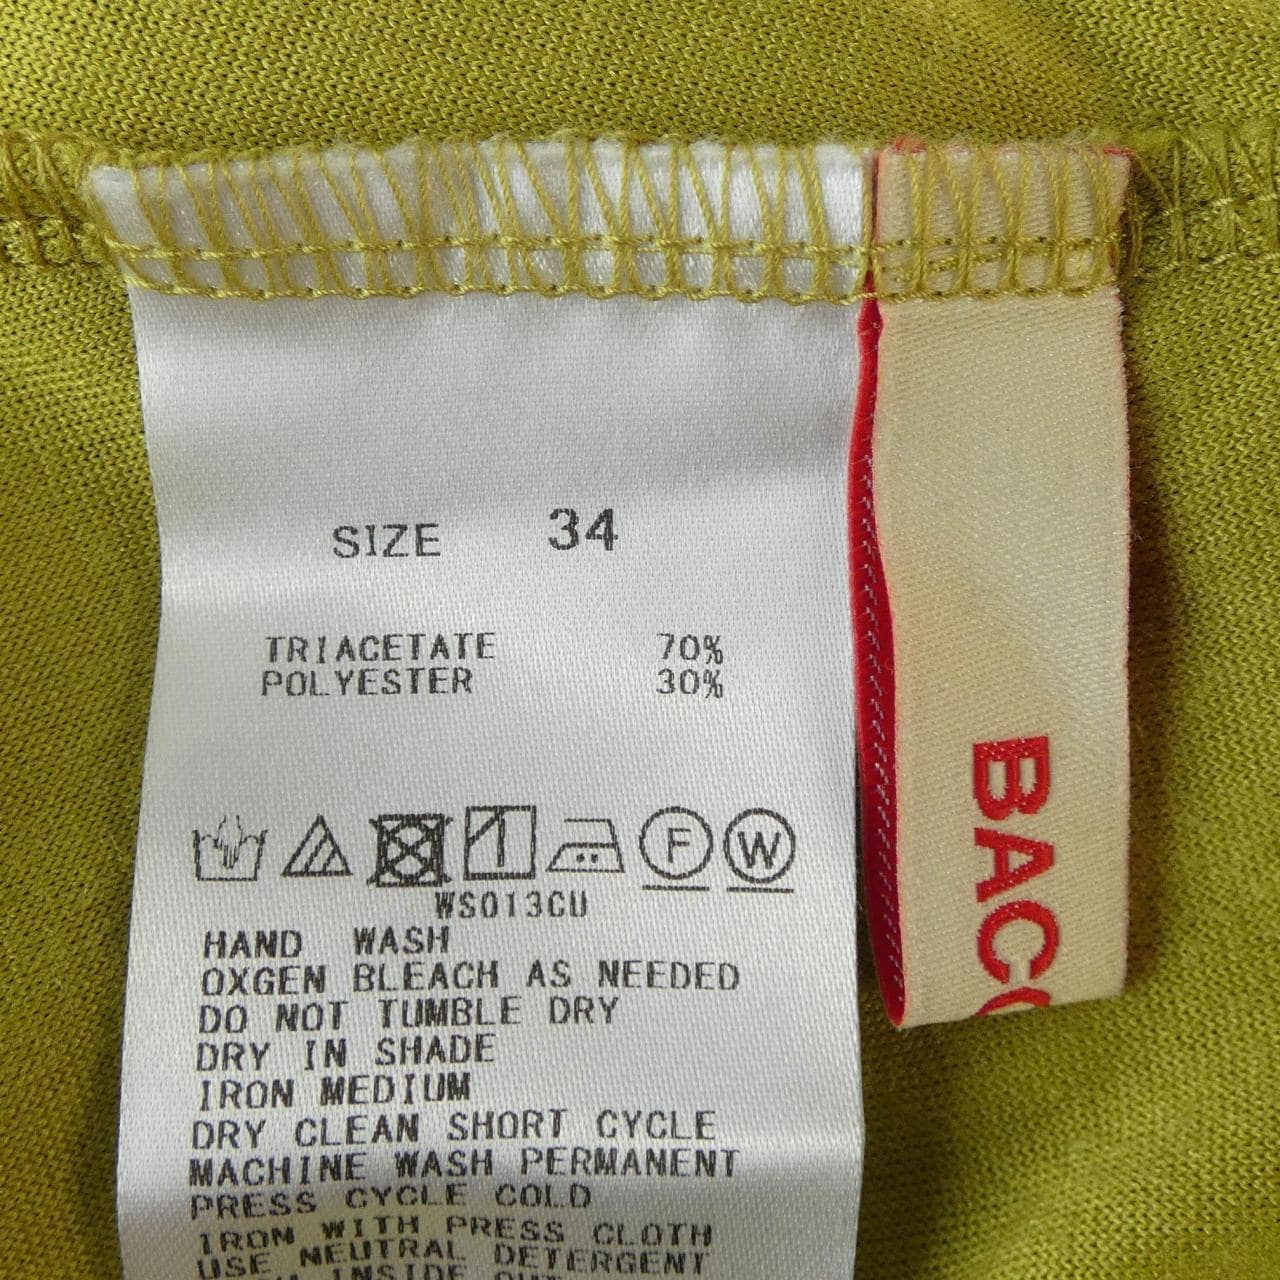 SIZE 34
TRIACETATE 70%
POLYESTER 30%
F W
WS013CU
HAND WASH
OXGEN BLEACH AS NEEDED
DO NOT TUMBLE DRY
DRY IN SHADE
IRON MEDIUM
DRY CLEAN SHORT CYCLE
MACHINE WASH PERMANENT
PRESS CYCLE COLD
IRON WITH PRESS CLOTH
USE NEUTRAL DETERGENT
INSIDE
BAC